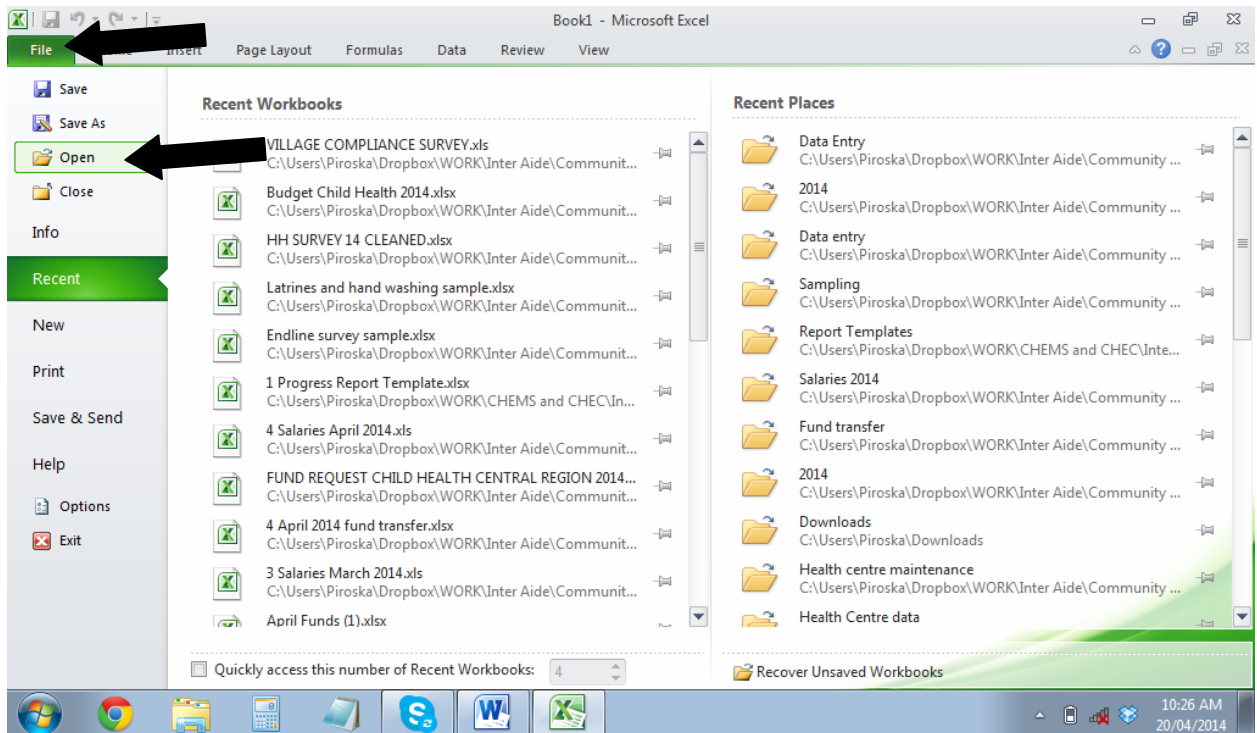 Book1 - Microsoft Excel
File
Insert
Page Layout
Formulas
Data
Review
View
Save
Save As
Open
Close
Info
Recent
New
Print
Save & Send
Help
Options
Exit
Recent Workbooks
VILLAGE COMPLIANCE SURVEY.xls
C:\Users\Piroska\Dropbox\WORK\Inter Aide\Communit...
Budget Child Health 2014.xlsx
C:\Users\Piroska\Dropbox\WORK\Inter Aide\Communit...
HH SURVEY 14 CLEANED.xlsx
C:\Users\Piroska\Dropbox\WORK\Inter Aide\Communit...
Latrines and hand washing sample.xlsx
C:\Users\Piroska\Dropbox\WORK\Inter Aide\Communit...
Endline survey sample.xlsx
C:\Users\Piroska\Dropbox\WORK\Inter Aide\Communit...
1 Progress Report Template.xlsx
C:\Users\Piroska\Dropbox\WORK\CHEMS and CHEC\In...
4 Salaries April 2014.xls
C:\Users\Piroska\Dropbox\WORK\Inter Aide\Communit...
FUND REQUEST CHILD HEALTH CENTRAL REGION 2014...
C:\Users\Piroska\Dropbox\WORK\Inter Aide\Communit...
4 April 2014 fund transfer.xlsx
C:\Users\Piroska\Dropbox\WORK\Inter Aide\Communit...
3 Salaries March 2014.xls
C:\Users\Piroska\Dropbox\WORK\Inter Aide\Communit...
April Funds (1).xlsx
Quickly access this number of Recent Workbooks: 4
Recent Places
Data Entry
C:\Users\Piroska\Dropbox\WORK\Inter Aide\Community ...
2014
C:\Users\Piroska\Dropbox\WORK\Inter Aide\Community ...
Data entry
C:\Users\Piroska\Dropbox\WORK\Inter Aide\Community ...
Sampling
C:\Users\Piroska\Dropbox\WORK\Inter Aide\Community ...
Report Templates
C:\Users\Piroska\Dropbox\WORK\CHEMS and CHEC\Inte...
Salaries 2014
C:\Users\Piroska\Dropbox\WORK\Inter Aide\Community ...
Fund transfer
C:\Users\Piroska\Dropbox\WORK\Inter Aide\Community ...
2014
C:\Users\Piroska\Dropbox\WORK\Inter Aide\Community ...
Downloads
C:\Users\Piroska\Downloads
Health centre maintenance
C:\Users\Piroska\Dropbox\WORK\Inter Aide\Community ...
Health Centre data
Recover Unsaved Workbooks
10:26 AM
20/04/2014